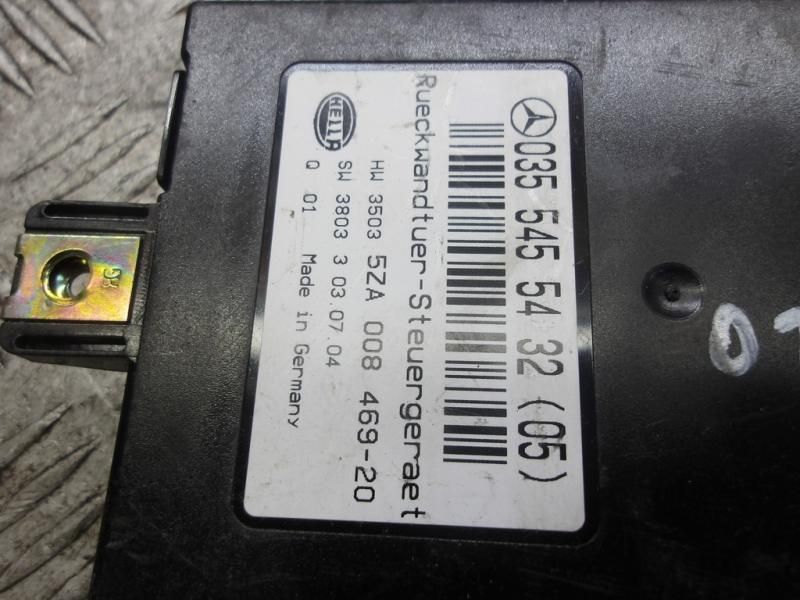 035 545 54 32 (05)
Rueckwandtuer-Steuergeraet
HELLA
HW 3503 5ZA 008 469-20
SW 3803 3 03.07.04
Q 01 Made in Germany